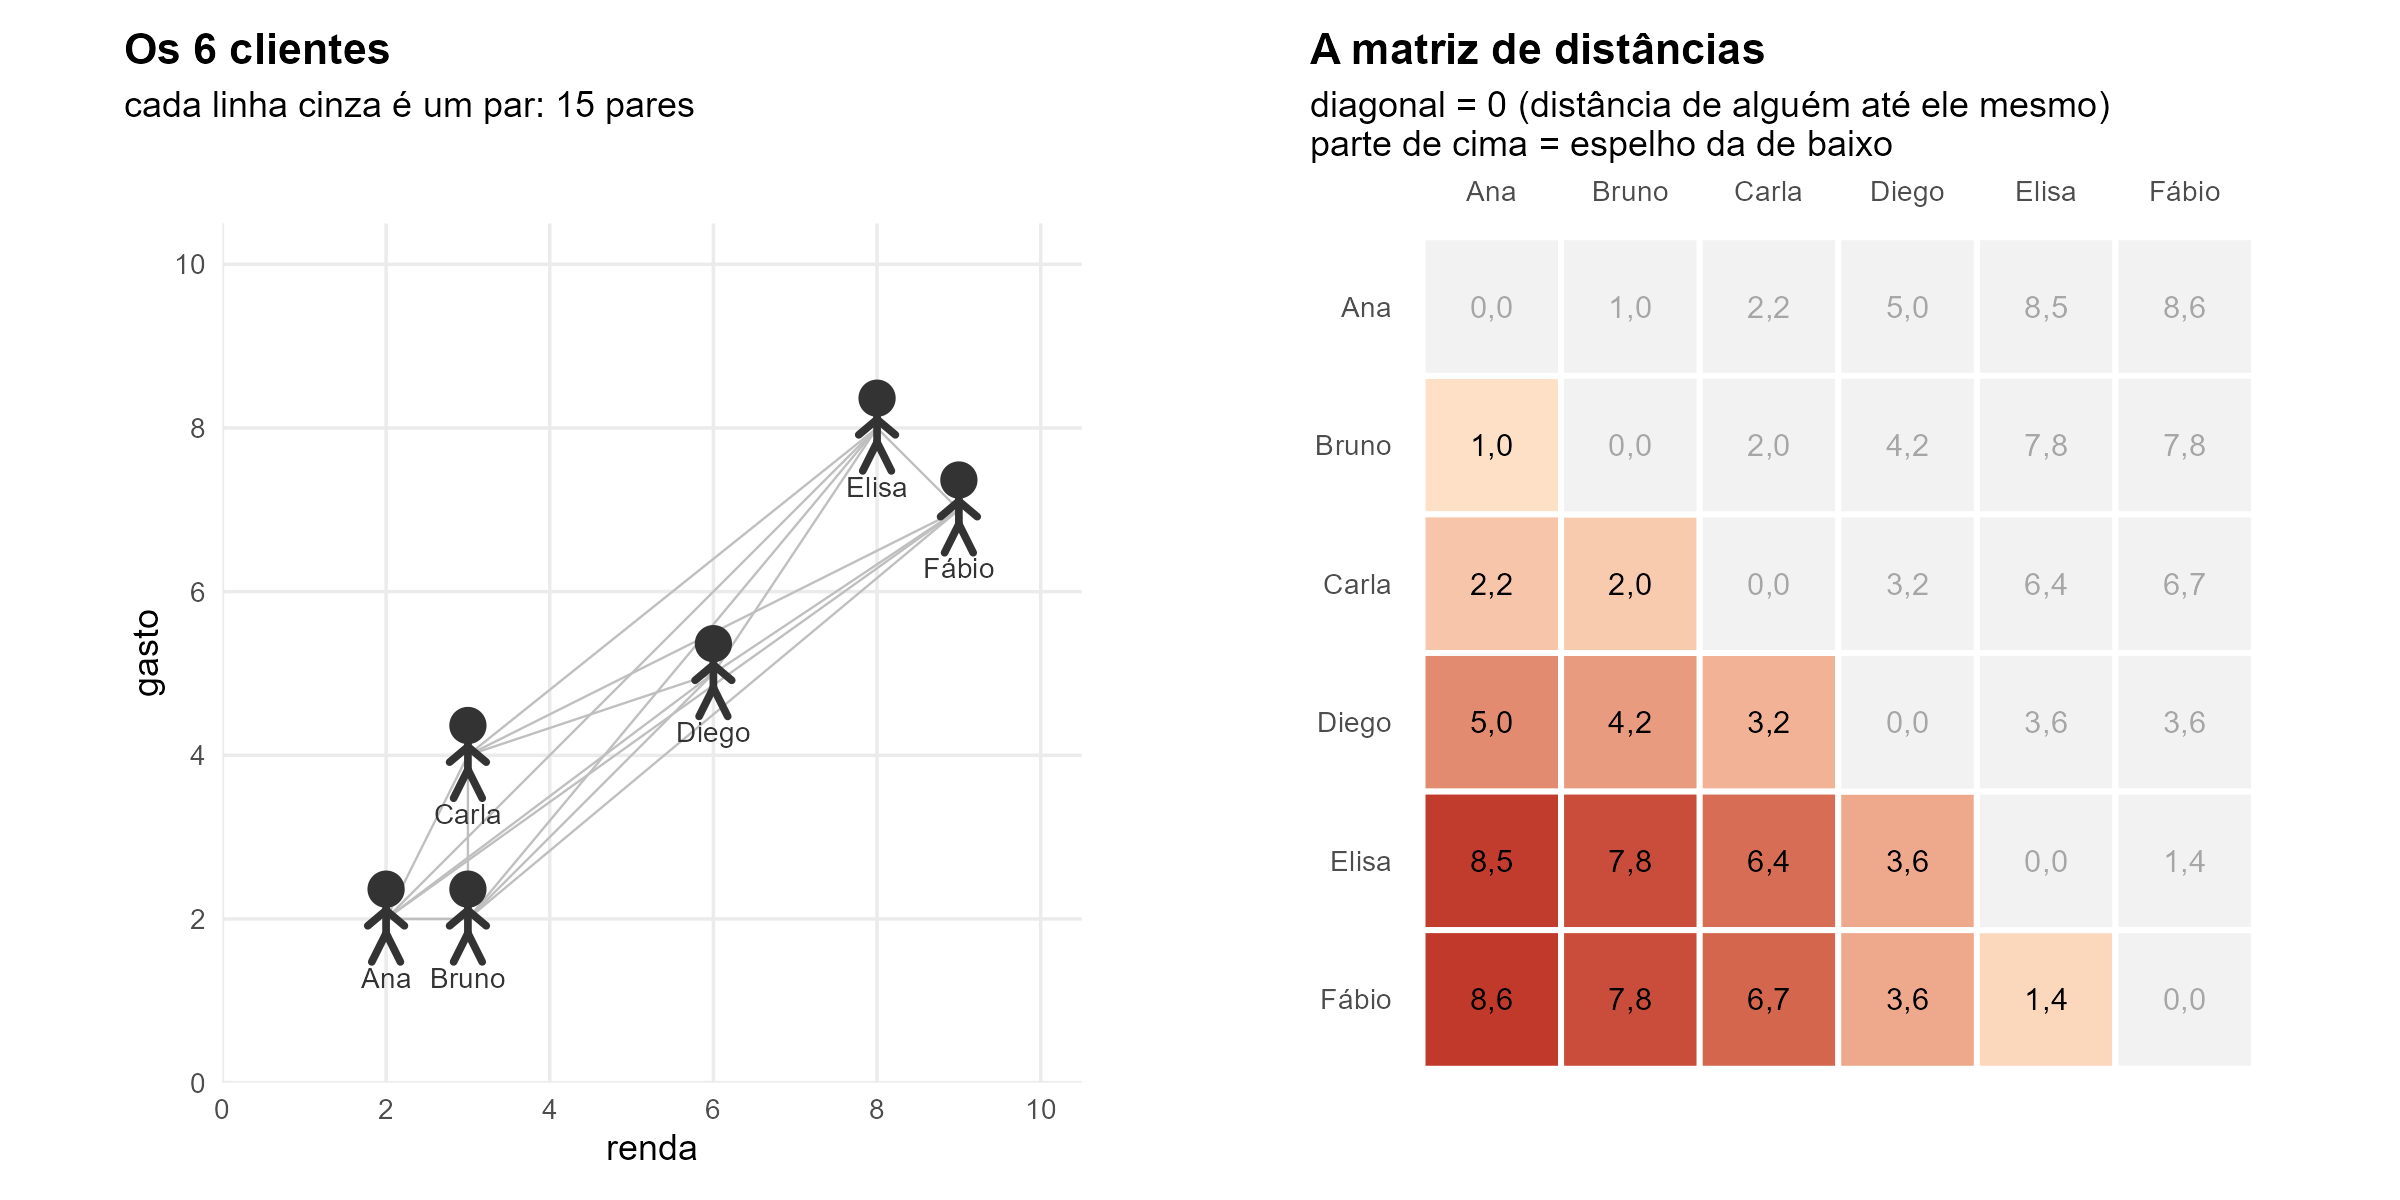 Os 6 clientes
cada linha cinza é um par: 15 pares
10
8
6
4
2
0
gasto
Elisa
Fábio
Diego
Carla
Ana Bruno
0 2 4 6 8 10
renda
A matriz de distâncias
diagonal = 0 (distância de alguém até ele mesmo)
parte de cima = espelho da de baixo
Ana Bruno Carla Diego Elisa Fábio
Ana 0,0 1,0 2,2 5,0 8,5 8,6
Bruno 1,0 0,0 2,0 4,2 7,8 7,8
Carla 2,2 2,0 0,0 3,2 6,4 6,7
Diego 5,0 4,2 3,2 0,0 3,6 3,6
Elisa 8,5 7,8 6,4 3,6 0,0 1,4
Fábio 8,6 7,8 6,7 3,6 1,4 0,0